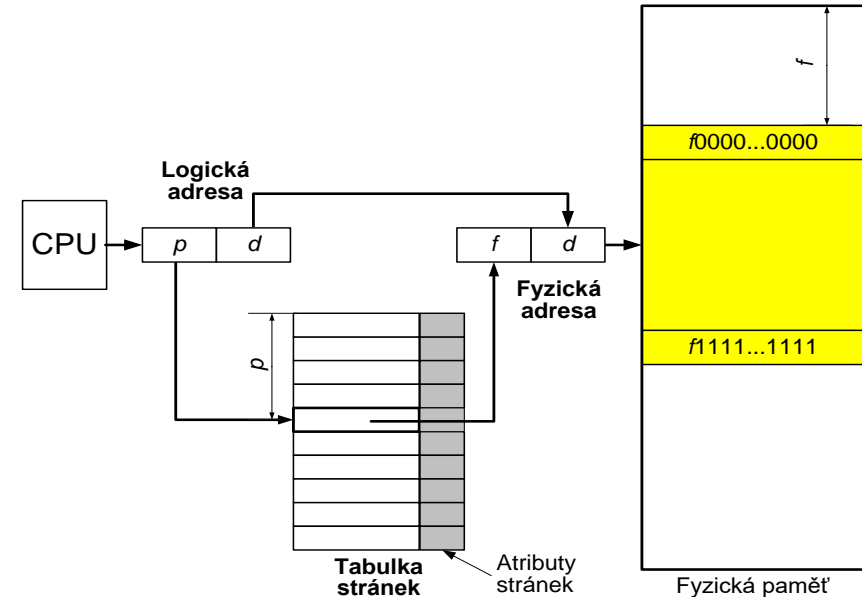 f
f0000...0000
Logická
adresa
CPU
p
d
f
d
Fyzická
adresa
p
f1111...1111
Tabulka
stránek
Atributy
stránek
Fyzická paměť